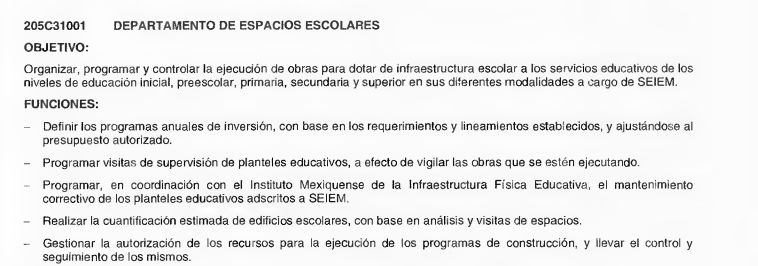 205C31001 DEPARTAMENTO DE ESPACIOS ESCOLARES
OBJETIVO:
Organizar, programar y controlar la ejecución de obras para dotar de infraestructura escolar a los servicios educativos de los
niveles de educación inicial, preescolar, primaria, secundaria y superior en sus diferentes modalidades a cargo de SEIEM.
FUNCIONES:
– Definir los programas anuales de inversión, con base en los requerimientos y lineamientos establecidos, y ajustándose al
presupuesto autorizado.
– Programar visitas de supervisión de planteles educativos, a efecto de vigilar las obras que se estén ejecutando.
– Programar, en coordinación con el Instituto Mexiquense de la Infraestructura Física Educativa, el mantenimiento
correctivo de los planteles educativos adscritos a SEIEM.
– Realizar la cuantificación estimada de edificios escolares, con base en análisis y visitas de espacios.
– Gestionar la autorización de los recursos para la ejecución de los programas de construcción, y llevar el control y
seguimiento de los mismos.